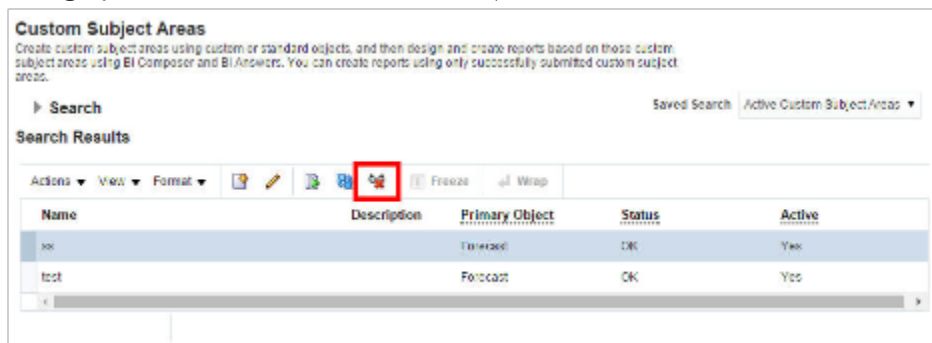 Custom Subject Areas
Create custom subject areas using custom or standard objects, and then design and create reports based on those custom
subject areas using BI Composer and BI Answers. You can create reports using only successfully submitted custom subject
areas.
Search
Saved Search Active Custom Subject Areas
Search Results
Actions View Format Freeze Wrap
Name Description Primary Object Status Active
Forecast OK Yes
test Forecast OK Yes